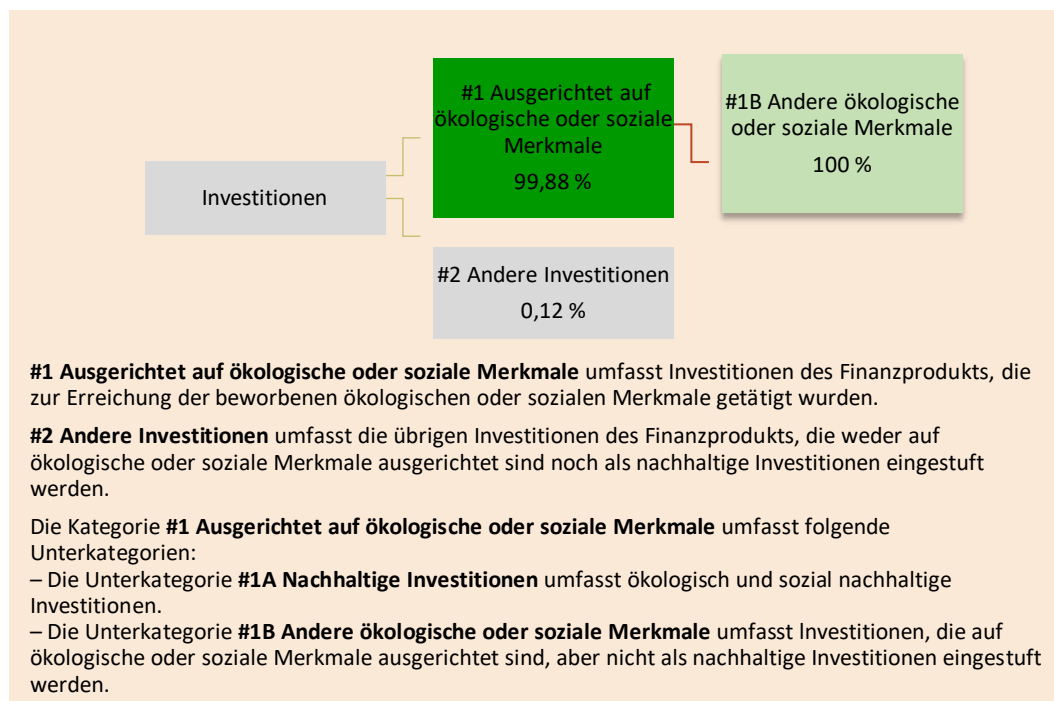 #1 Ausgerichtet auf
ökologische oder soziale
Merkmale
99,88 %
#1B Andere ökologische
oder soziale Merkmale
100 %
Investitionen
#2 Andere Investitionen
0,12 %
#1 Ausgerichtet auf ökologische oder soziale Merkmale umfasst Investitionen des Finanzprodukts, die
zur Erreichung der beworbenen ökologischen oder sozialen Merkmale getätigt wurden.
#2 Andere Investitionen umfasst die übrigen Investitionen des Finanzprodukts, die weder auf
ökologische oder soziale Merkmale ausgerichtet sind noch als nachhaltige Investitionen eingestuft
werden.
Die Kategorie #1 Ausgerichtet auf ökologische oder soziale Merkmale umfasst folgende
Unterkategorien:
– Die Unterkategorie #1A Nachhaltige Investitionen umfasst ökologisch und sozial nachhaltige
Investitionen.
– Die Unterkategorie #1B Andere ökologische oder soziale Merkmale umfasst Investitionen, die auf
ökologische oder soziale Merkmale ausgerichtet sind, aber nicht als nachhaltige Investitionen eingestuft
werden.